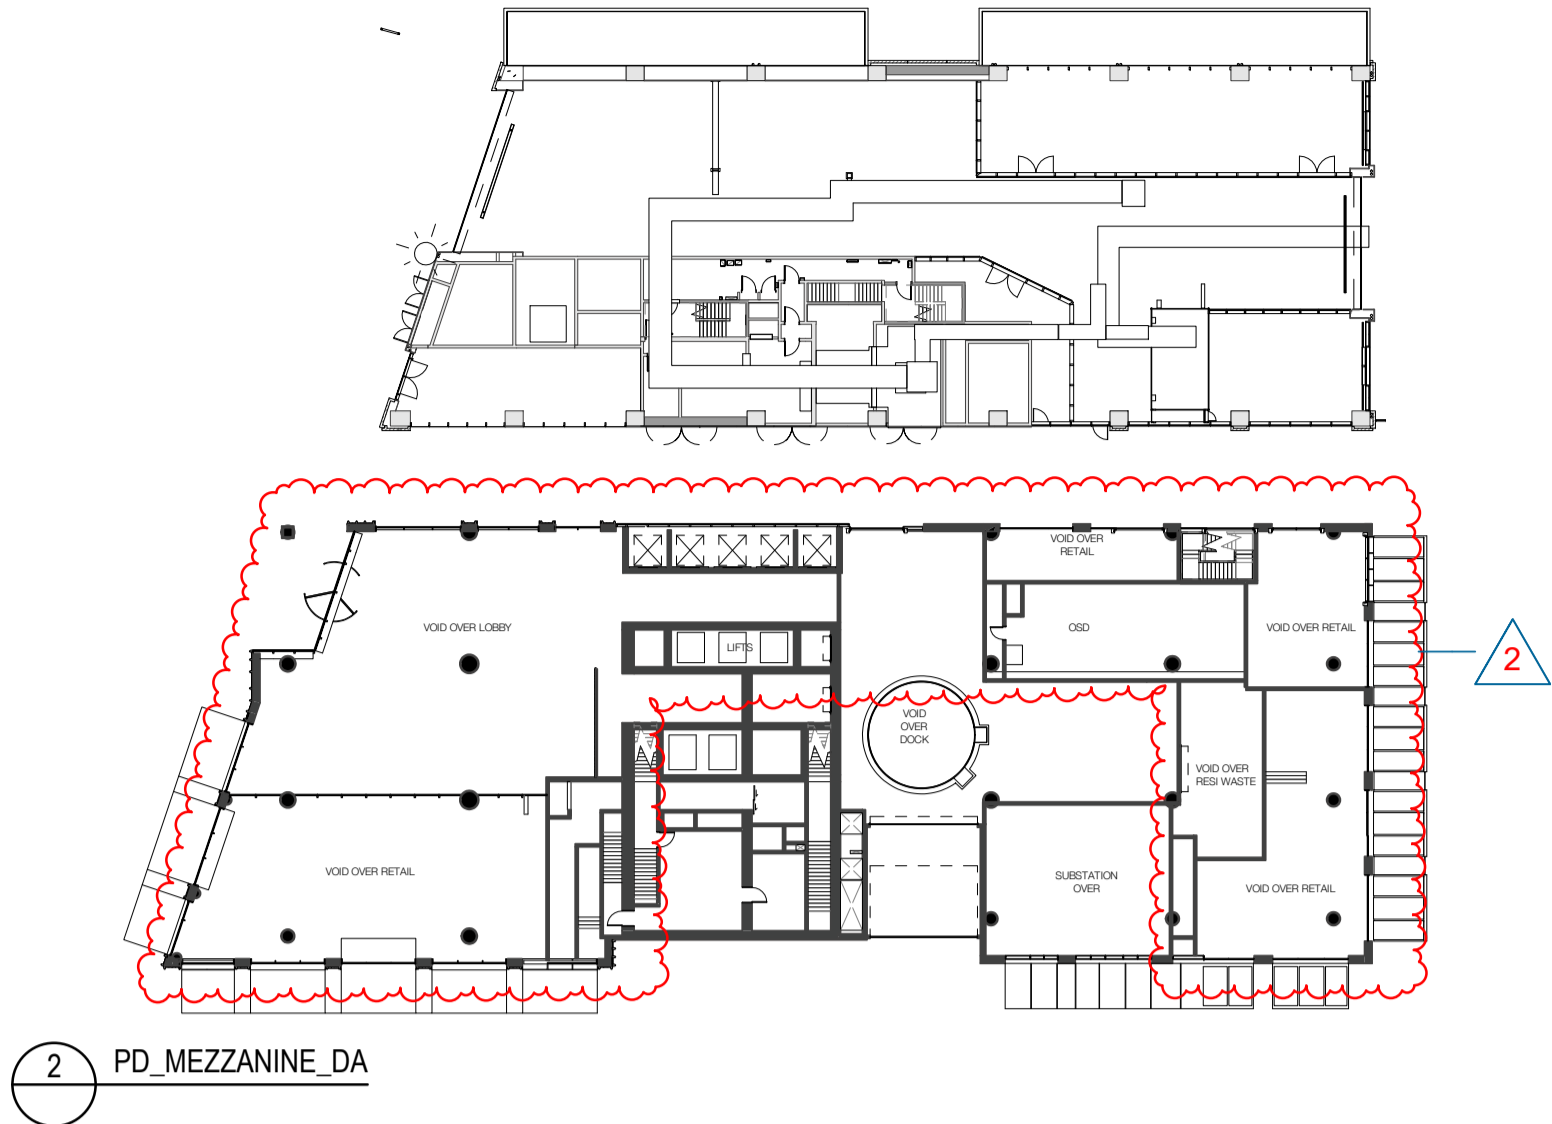 VOID OVER
RETAIL
VOID OVER LOBBY
OSD
VOID OVER RETAIL
LIFTS
2
VOID
OVER
DOCK
VOID OVER
RESI WASTE
VOID OVER RETAIL
SUBSTATION
OVER
VOID OVER RETAIL
2
PD_MEZZANINE_DA